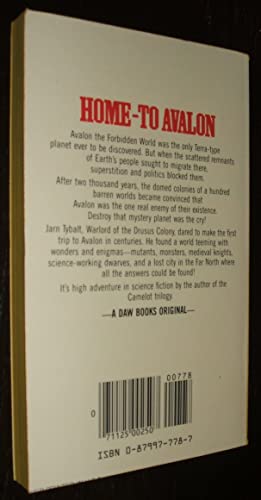 HOME-TO AVALON
Avalon the Forbidden World was the only Terra-type
planet ever to be discovered. But when the scattered remnants
of Earth's people sought to migrate there,
superstition and politics blocked them.
After two thousand years, the domed colonies of a hundred
barren worlds became convinced that
Avalon was the one real enemy of their existence.
Destroy that mystery planet was the cry!
Jarn Tybalt, Warlord of the Drusus Colony, dared to make the first
trip to Avalon in centuries. He found a world teeming with
wonders and enigmas—mutants, monsters, medieval knights,
science-working dwarves, and a lost city in the Far North where
all the answers could be found!
It's high adventure in science fiction by the author of the
Camelot trilogy.
—A DAW BOOKS ORIGINAL—
00778
0
71125 00250
ISBN 0-87997-778-7